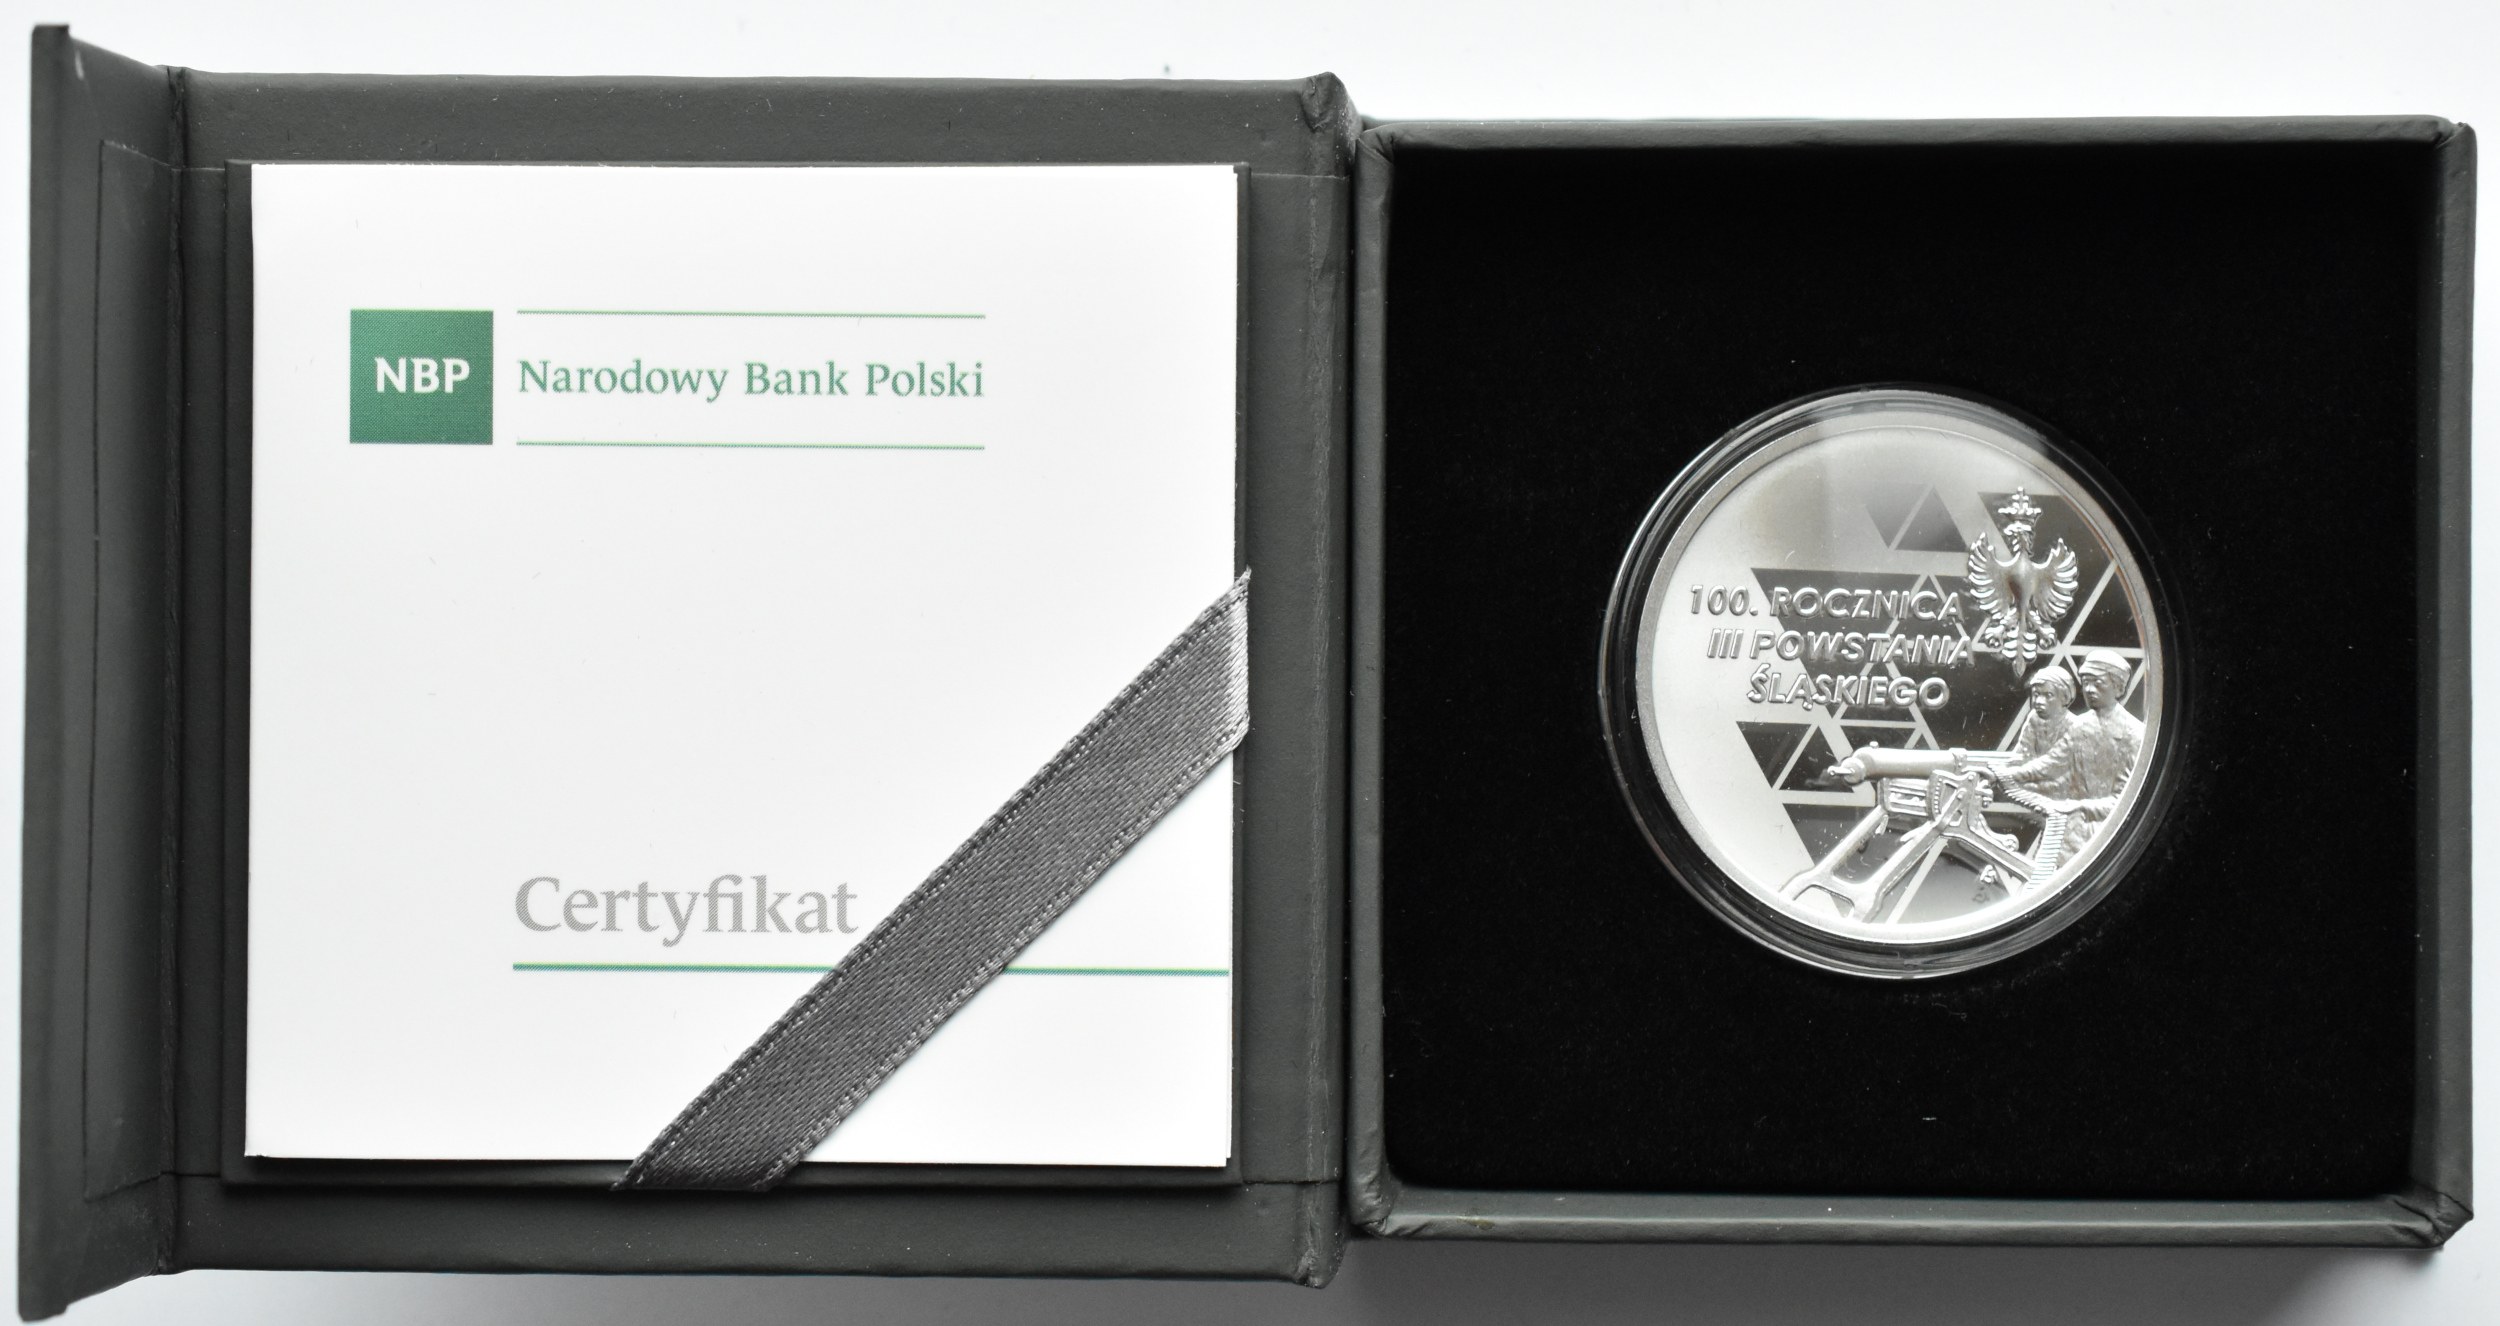 NBP
Narodowy Bank Polski
Certyfikat
100. ROCZNICA
III POWSTANIA
ŚLĄSKIEGO